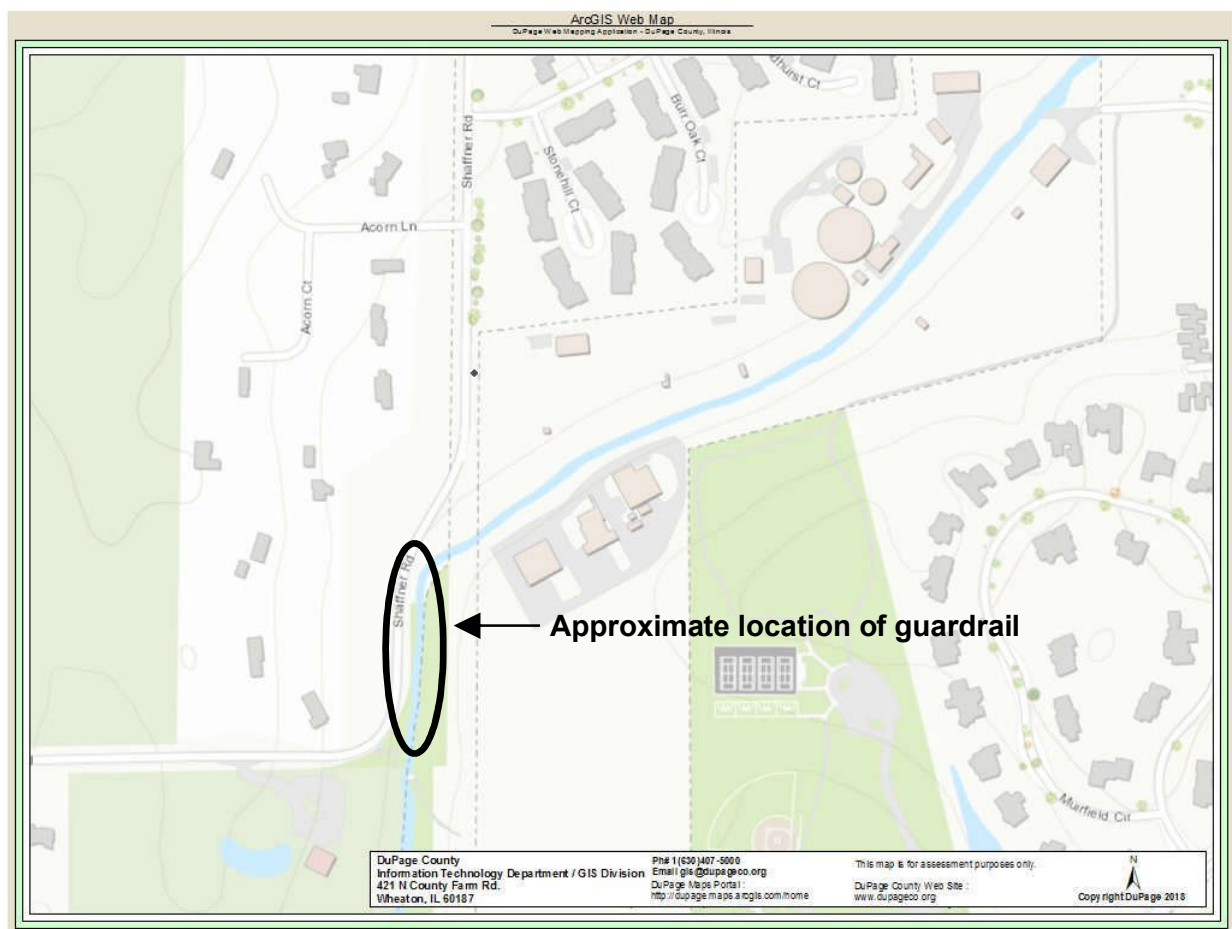 ArcGIS Web Map
DuPage Web Mapping Application - DuPage County, Illinois
dhurst Ct
Burr Oak Ct
Shaffner Rd
Stonehill Ct
Acorn Ln
Acorn Ct
Shaffner Rd
Approximate location of guardrail
Muirfield Cir
DuPage County
Information Technology Department / GIS Division
421 N County Farm Rd.
Wheaton, IL 60187
Ph# 1(630)407-5000
Email gis@dupageco.org
DuPage Maps Portal :
http://dupage.maps.arcgis.com/home
This map is for assessment purposes only.
DuPage County Web Site :
www.dupageco.org
N
Copyright DuPage 2018